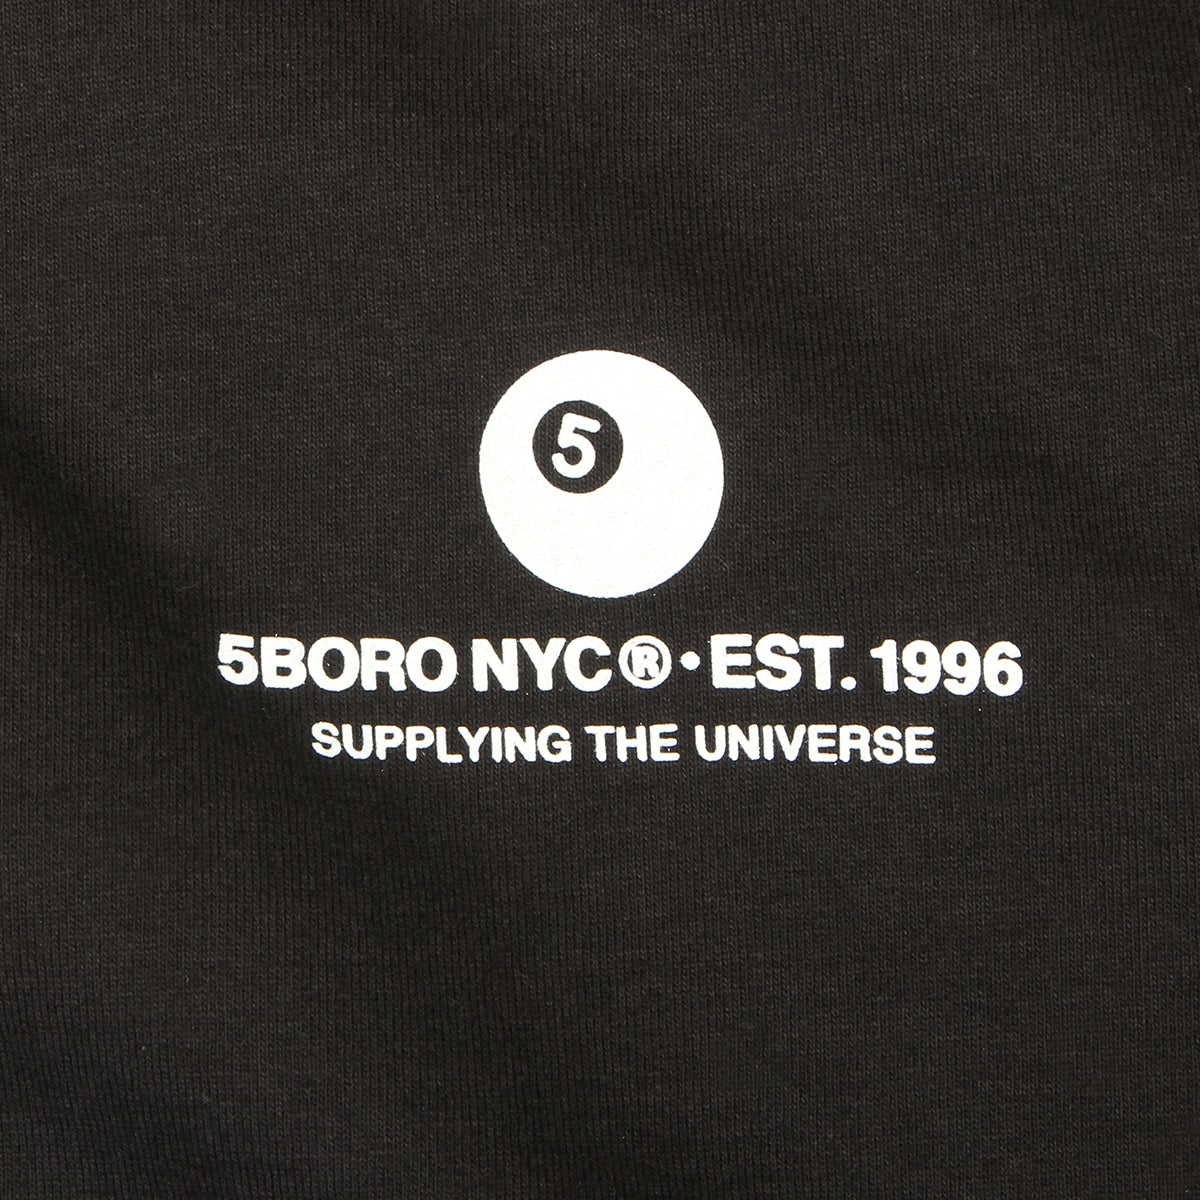 5
5BORO NYC®·EST. 1996
SUPPLYING THE UNIVERSE